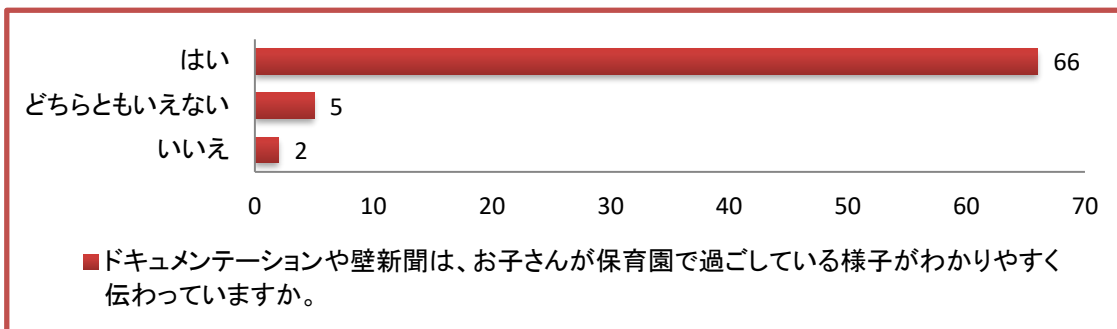 はい 66
どちらともいえない 5
いいえ 2
0 10 20 30 40 50 60 70
ドキュメンテーションや壁新聞は、お子さんが保育園で過ごしている様子がわかりやすく
伝わっていますか。